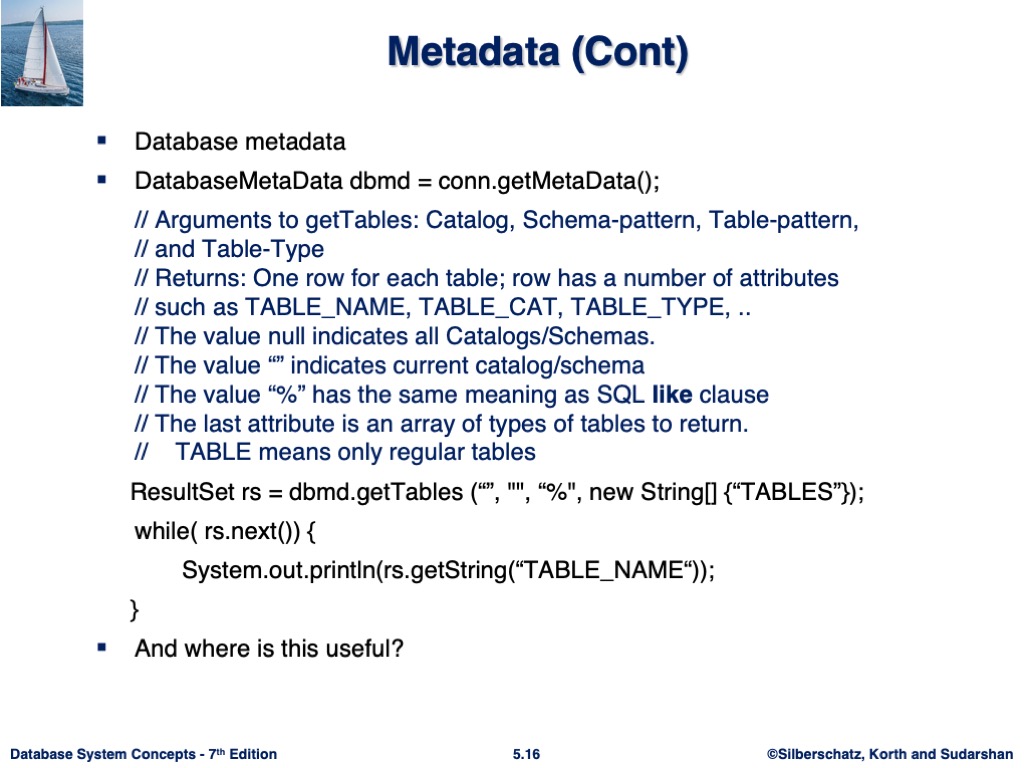 Metadata (Cont)
▪ Database metadata
▪ DatabaseMetaData dbmd = conn.getMetaData();
// Arguments to getTables: Catalog, Schema-pattern, Table-pattern,
// and Table-Type
// Returns: One row for each table; row has a number of attributes
// such as TABLE_NAME, TABLE_CAT, TABLE_TYPE, ..
// The value null indicates all Catalogs/Schemas.
// The value “” indicates current catalog/schema
// The value “%” has the same meaning as SQL like clause
// The last attribute is an array of types of tables to return.
//    TABLE means only regular tables
ResultSet rs = dbmd.getTables (“”, "", “%", new String[] {“TABLES”});
while( rs.next()) {
System.out.println(rs.getString(“TABLE_NAME“));
}
▪ And where is this useful?
Database System Concepts - 7th Edition
5.16
©Silberschatz, Korth and Sudarshan